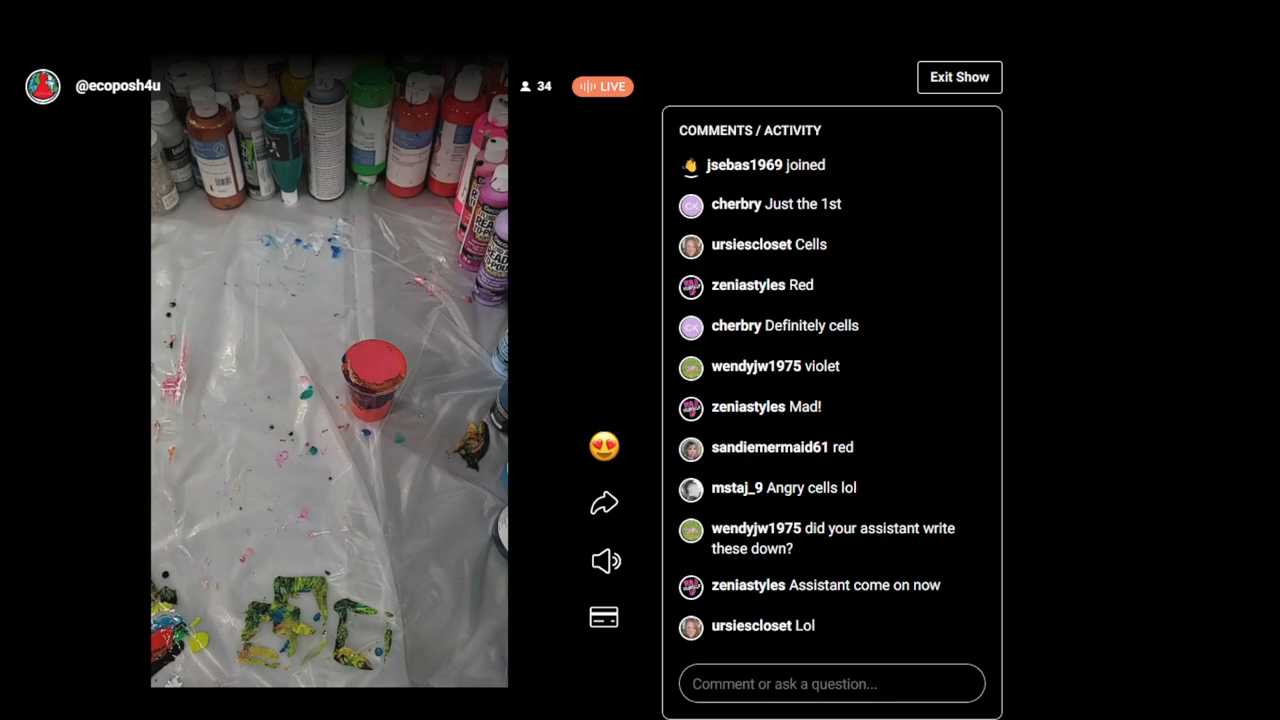 @ecoposh4u
34
LIVE
Exit Show
COMMENTS / ACTIVITY
jsebas1969 joined
CK
cherbry Just the 1st
ursiescloset Cells
zeniastyles Red
CK
cherbry Definitely cells
wendyjw1975 violet
zeniastyles Mad!
sandiemermaid61 red
mstaj_9 Angry cells lol
wendyjw1975 did your assistant write
these down?
zeniastyles Assistant come on now
ursiescloset Lol
Comment or ask a question...